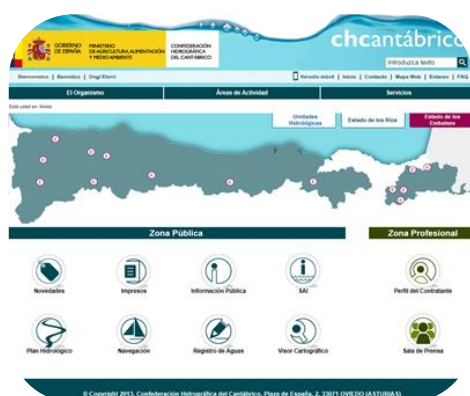 GOBIERNO DE ESPAÑA
MINISTERIO DE AGRICULTURA, ALIMENTACIÓN Y MEDIO AMBIENTE
CONFEDERACIÓN HIDROGRÁFICA DEL CANTÁBRICO
chcantábrico
Introduzca texto
Bienvenidos | Benvidos | Ongi Etorri
Versión móvil | Inicio | Contacto | Mapa Web | Enlaces | FAQ
El Organismo Áreas de Actividad Servicios
Está usted en: Inicio
Unidades Hidrológicas
Estado de los Ríos
Estado de los Embalses
Zona Pública Zona Profesional
Novedades Impresos Información Pública SAI Perfil del Contratante
Plan Hidrológico Navegación Registro de Aguas Visor Cartográfico Sala de Prensa
© Copyright 2013. Confederación Hidrográfica del Cantábrico. Plaza de España, 2. 33071 OVIEDO (ASTURIAS)